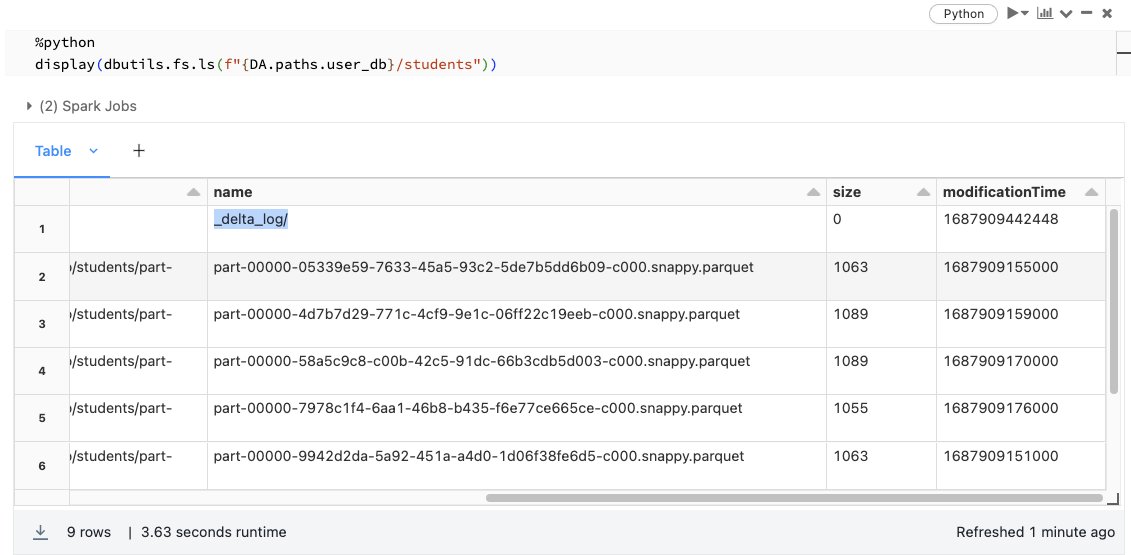 Python
%python
display(dbutils.fs.ls(f"{DA.paths.user_db}/students"))
(2) Spark Jobs
Table
name size modificationTime
1 _delta_log/ 0 1687909442448
2 /students/part- part-00000-05339e59-7633-45a5-93c2-5de7b5dd6b09-c000.snappy.parquet 1063 1687909155000
3 /students/part- part-00000-4d7b7d29-771c-4cf9-9e1c-06ff22c19eeb-c000.snappy.parquet 1089 1687909159000
4 /students/part- part-00000-58a5c9c8-c00b-42c5-91dc-66b3cdb5d003-c000.snappy.parquet 1089 1687909170000
5 /students/part- part-00000-7978c1f4-6aa1-46b8-b435-f6e77ce665ce-c000.snappy.parquet 1055 1687909176000
6 /students/part- part-00000-9942d2da-5a92-451a-a4d0-1d06f38fe6d5-c000.snappy.parquet 1063 1687909151000
9 rows | 3.63 seconds runtime Refreshed 1 minute ago